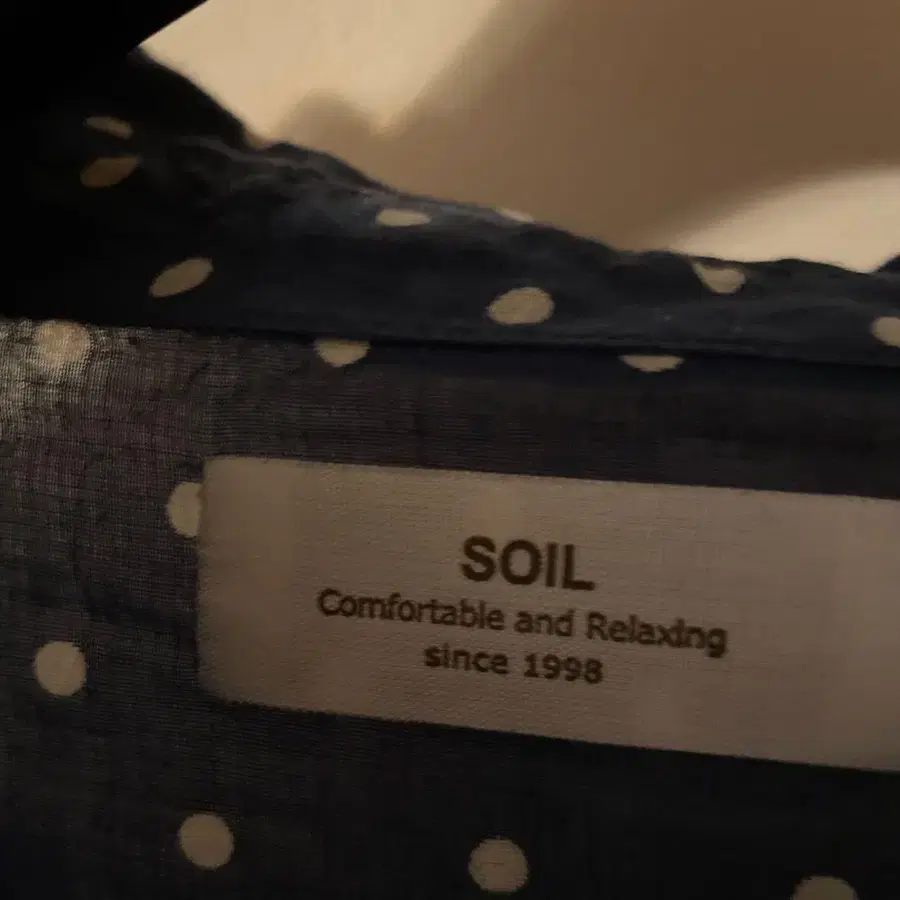 SOIL
Comfortable and Relaxing
since 1998